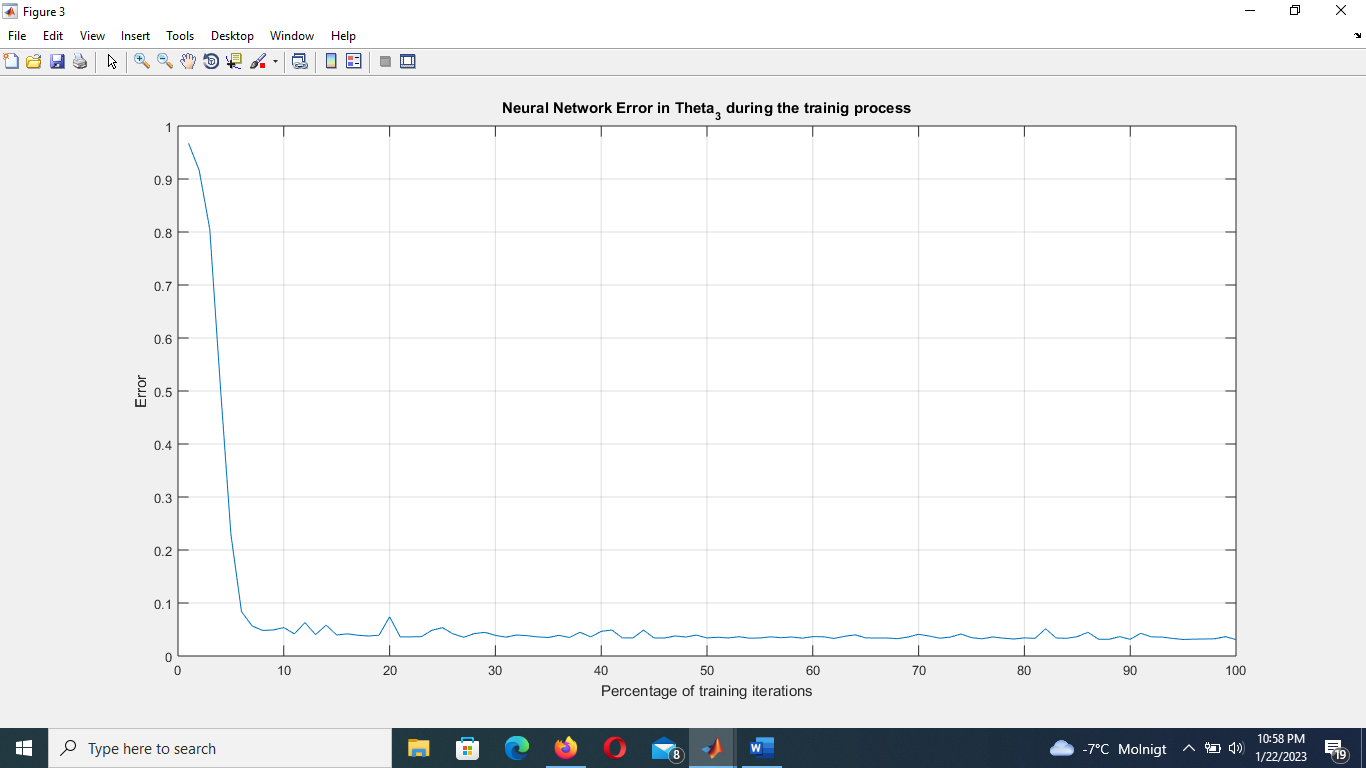 Figure 3
File Edit View Insert Tools Desktop Window Help
Neural Network Error in Theta3 during the trainig process
1
0.9
0.8
0.7
0.6
0.5
0.4
0.3
0.2
0.1
0
Error
0 10 20 30 40 50 60 70 80 90 100
Percentage of training iterations
Type here to search
8
-7°C Molnigt
10:58 PM
1/22/2023
19